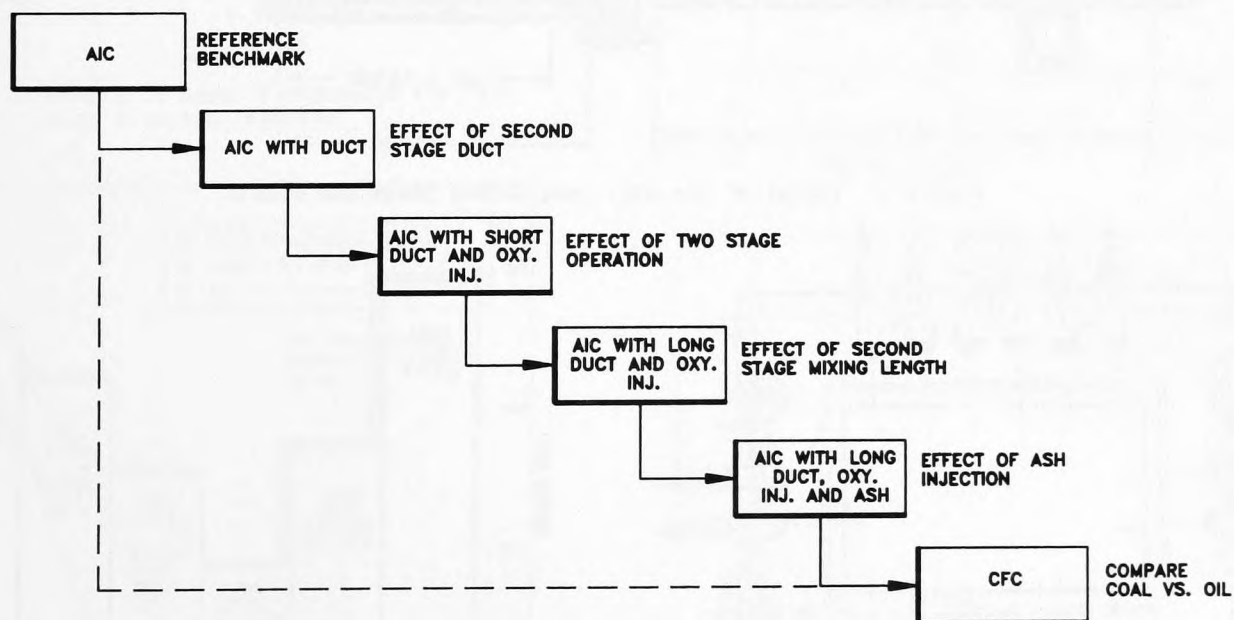 AIC
REFERENCE
BENCHMARK
AIC WITH DUCT
EFFECT OF SECOND
STAGE DUCT
AIC WITH SHORT
DUCT AND OXY.
INJ.
EFFECT OF TWO STAGE
OPERATION
AIC WITH LONG
DUCT AND OXY.
INJ.
EFFECT OF SECOND
STAGE MIXING LENGTH
AIC WITH LONG
DUCT, OXY.
INJ. AND ASH
EFFECT OF ASH
INJECTION
CFC
COMPARE
COAL VS. OIL